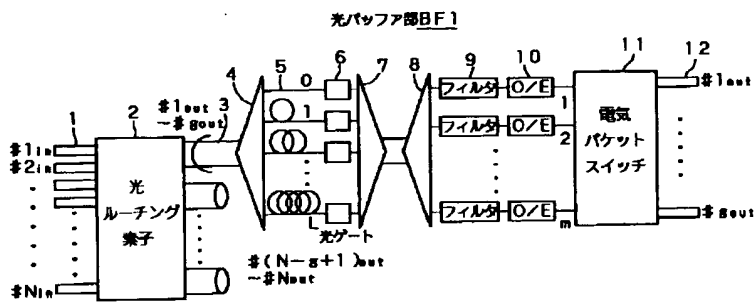 光バッファ部BF1
1
2
3
4
5
6
7
8
9
10
11
12
#1in
#2in
#Nin
光
ルーチング
素子
#1out
~#gout
0
1
光ゲート
#(N-g+1)out
~#Nout
フィルタ
O/E
1
フィルタ
O/E
2
フィルタ
O/E
m
電気
パケット
スイッチ
#1out
#gout